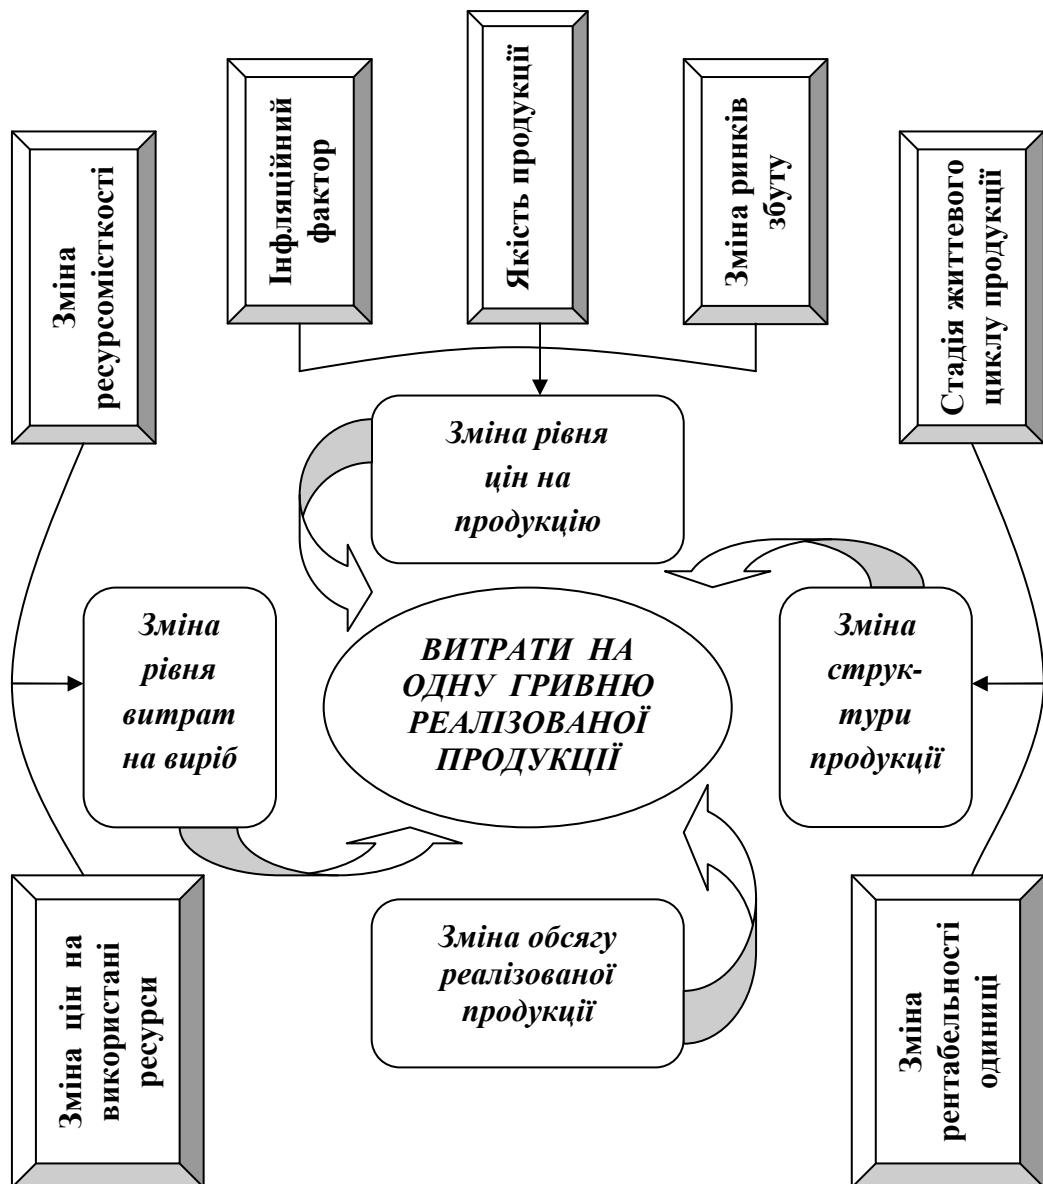 Зміна
ресурсомісткості
Інфляційний
фактор
Якість продукції
Зміна ринків
збуту
Стадія життєвого
циклу продукції
Зміна рівня
цін на
продукцію
Зміна
рівня
витрат
на виріб
ВИТРАТИ НА
ОДНУ ГРИВНЮ
РЕАЛІЗОВАНОЇ
ПРОДУКЦІЇ
Зміна
струк-
тури
продукції
Зміна обсягу
реалізованої
продукції
Зміна цін на
використані
ресурси
Зміна
рентабельності
одиниці